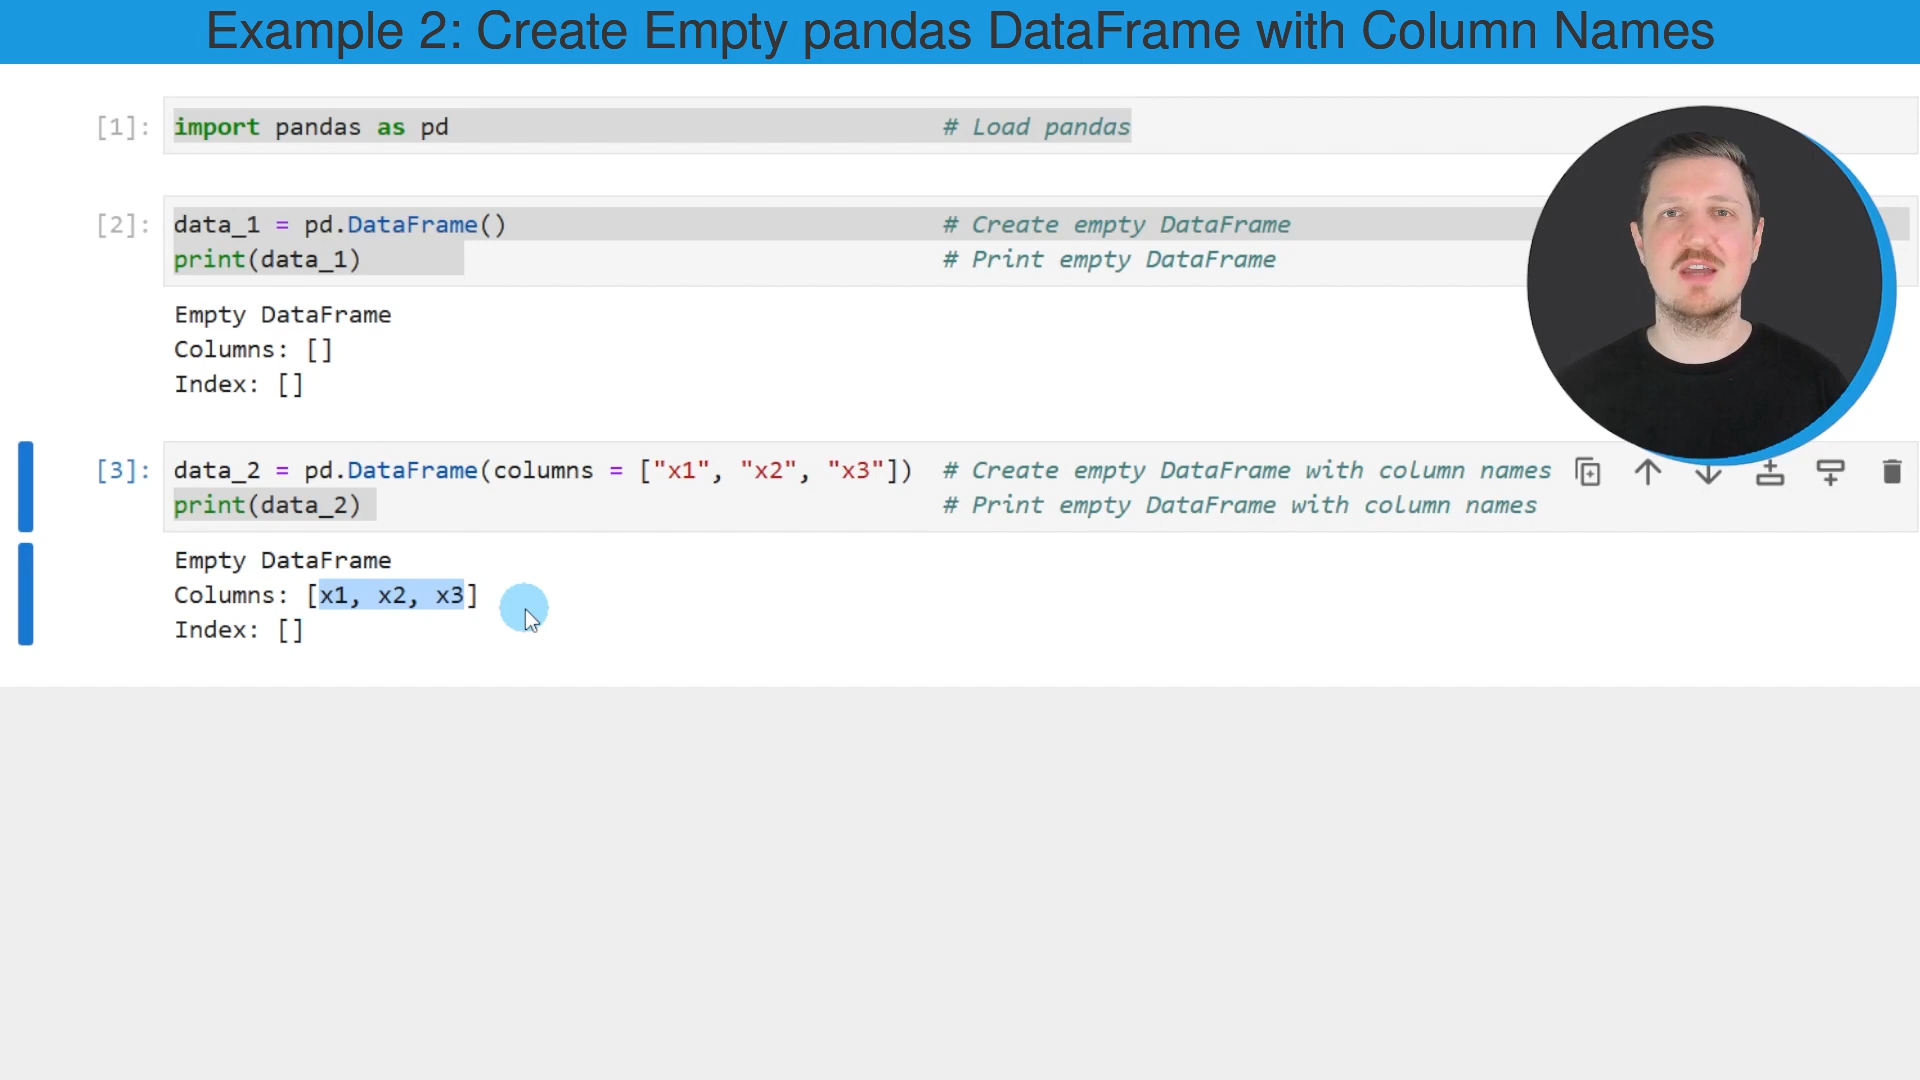 Example 2: Create Empty pandas DataFrame with Column Names
[1]: import pandas as pd # Load pandas
[2]: data_1 = pd.DataFrame() # Create empty DataFrame
print(data_1) # Print empty DataFrame
Empty DataFrame
Columns: []
Index: []
[3]: data_2 = pd.DataFrame(columns = ["x1", "x2", "x3"]) # Create empty DataFrame with column names
print(data_2) # Print empty DataFrame with column names
Empty DataFrame
Columns: [x1, x2, x3]
Index: []